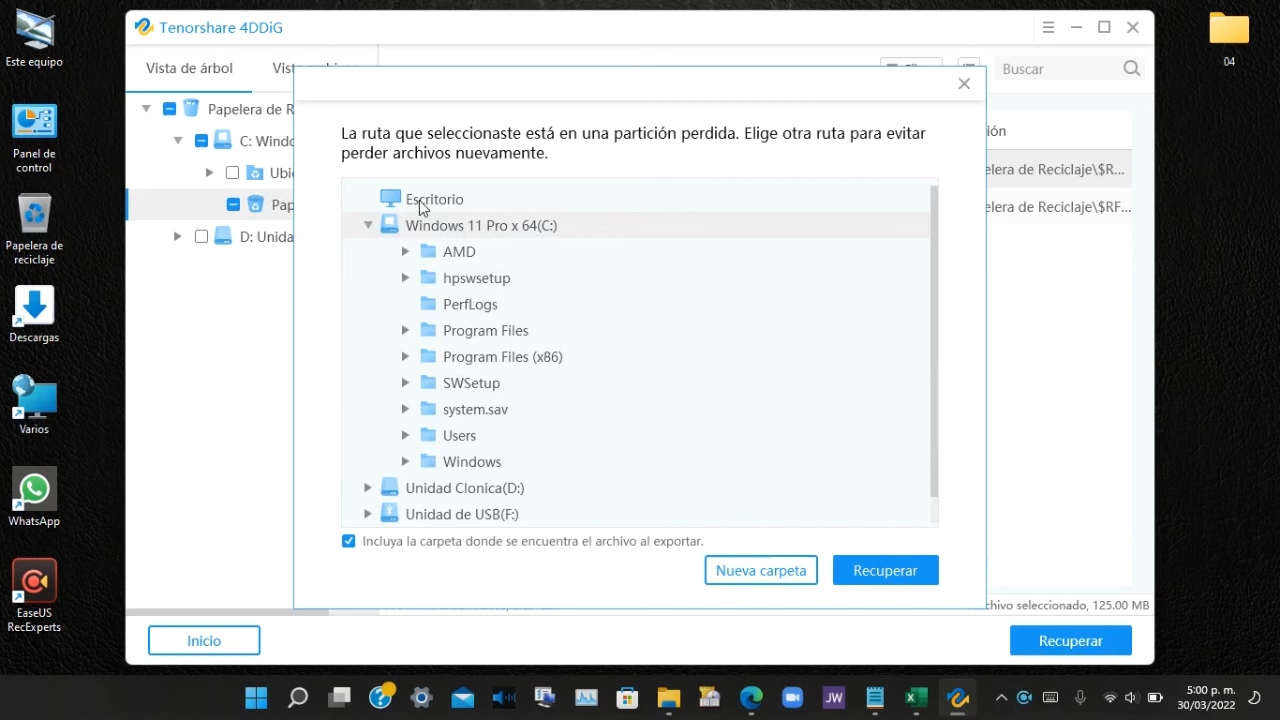 Este equipo
Panel de
control
Papelera de
reciclaje
Descargas
Varios
WhatsApp
EaseUS
RecExperts
04
Tenorshare 4DDiG
Vista de árbol
Buscar
Papelera de R
C: Windo
Ubi
Pap
D: Unida
ión
elera de Reciclaje\$R...
elera de Reciclaje\$RF...
La ruta que seleccionaste está en una partición perdida. Elige otra ruta para evitar
perder archivos nuevamente.
Escritorio
Windows 11 Pro x 64(C:)
AMD
hpswsetup
PerfLogs
Program Files
Program Files (x86)
SWSetup
system.sav
Users
Windows
Unidad Clonica(D:)
Unidad de USB(F:)
Incluya la carpeta donde se encuentra el archivo al exportar.
Nueva carpeta
Recuperar
chivo seleccionado, 125.00 MB
Inicio
Recuperar
JW
5:00 p. m.
30/03/2022